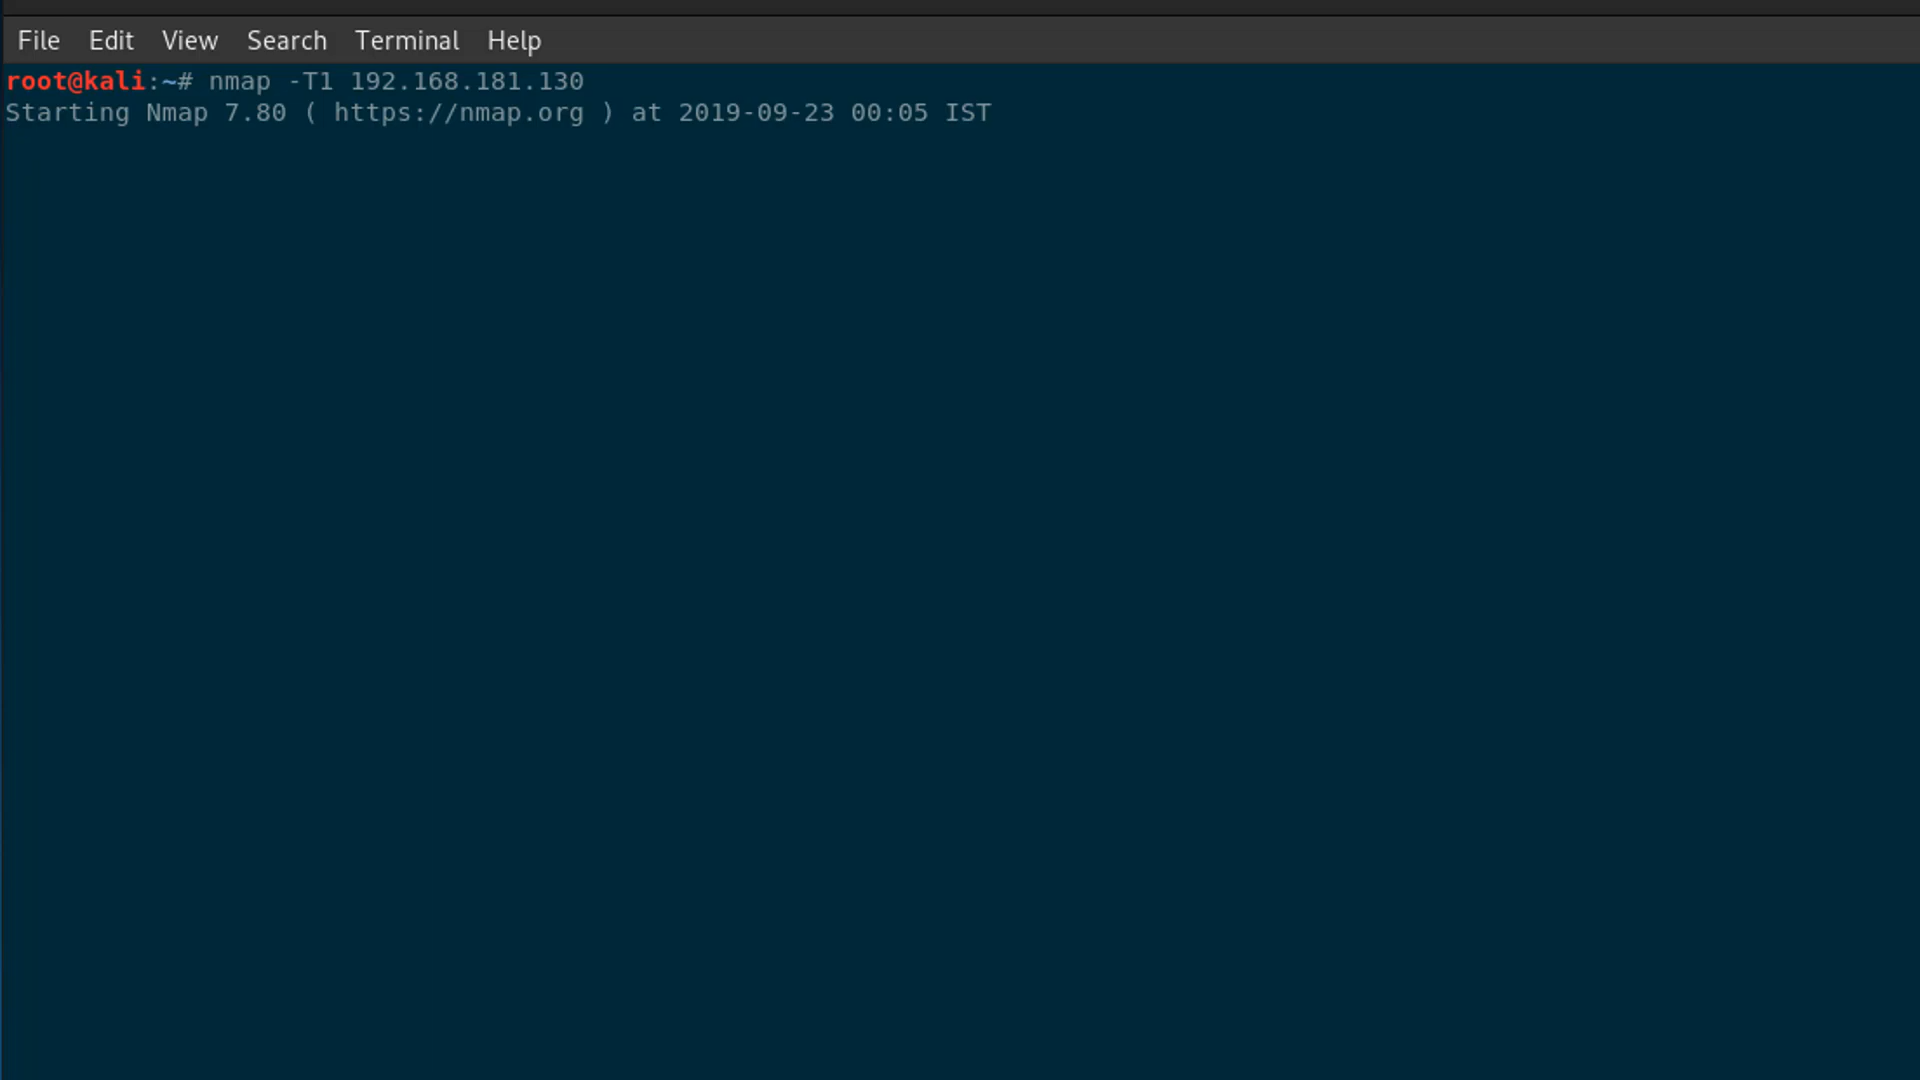 File Edit View Search Terminal Help
root@kali:~# nmap -T1 192.168.181.130
Starting Nmap 7.80 ( https://nmap.org ) at 2019-09-23 00:05 IST